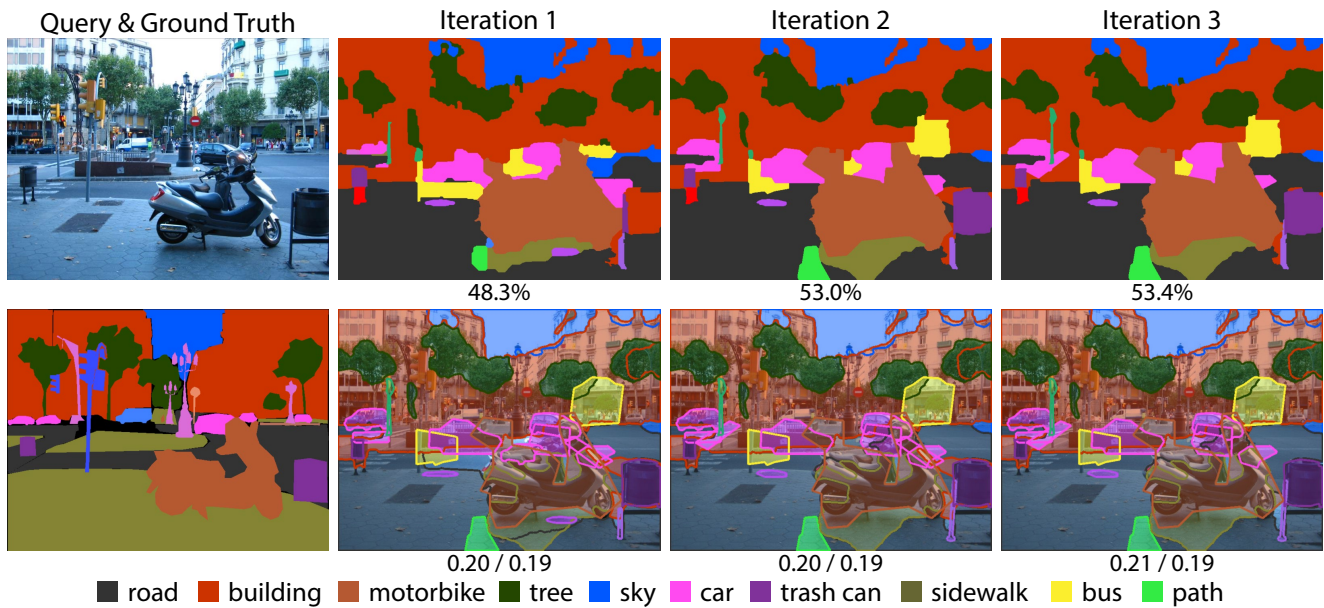 Query & Ground Truth Iteration 1 Iteration 2 Iteration 3
48.3% 53.0% 53.4%
0.20 / 0.19 0.20 / 0.19 0.21 / 0.19
road building motorbike tree sky car trash can sidewalk bus path